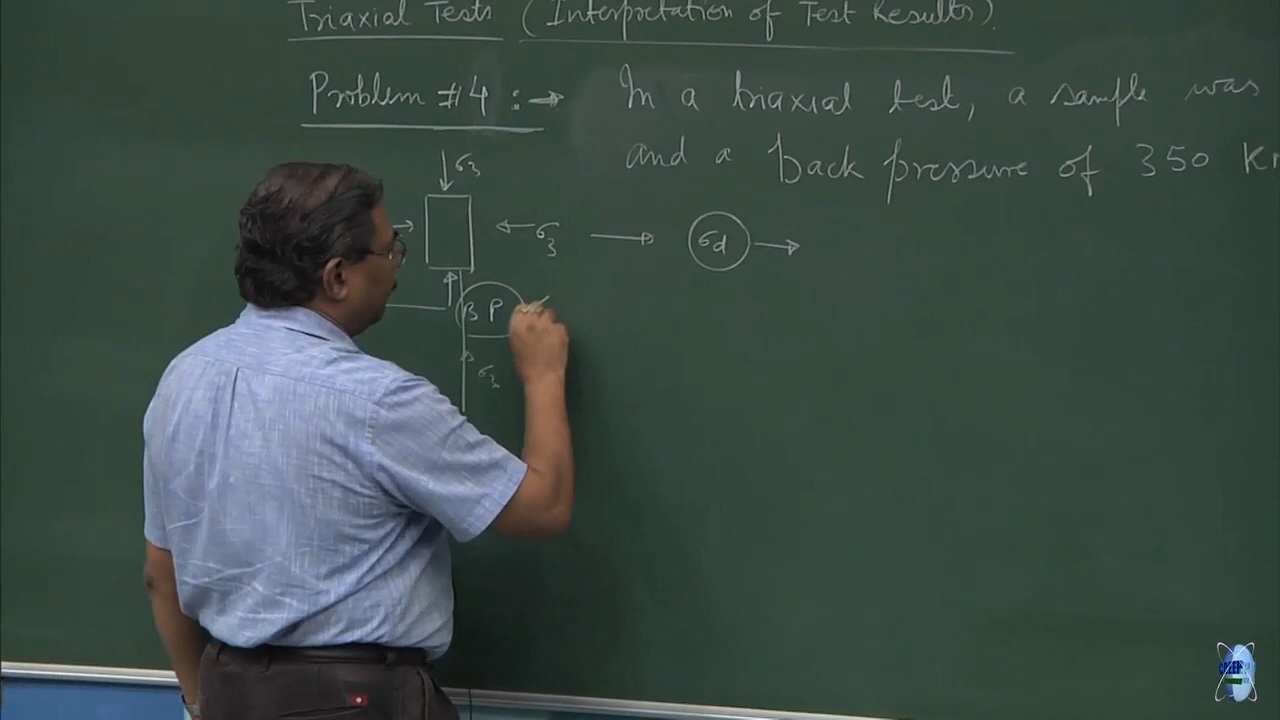 Triaxial Tests (Interpretation of Test Results).
Problem #4 :→ In a triaxial test, a sample was
and a back pressure of 350 Kn
σ3
σ3
σd
B P
σ3